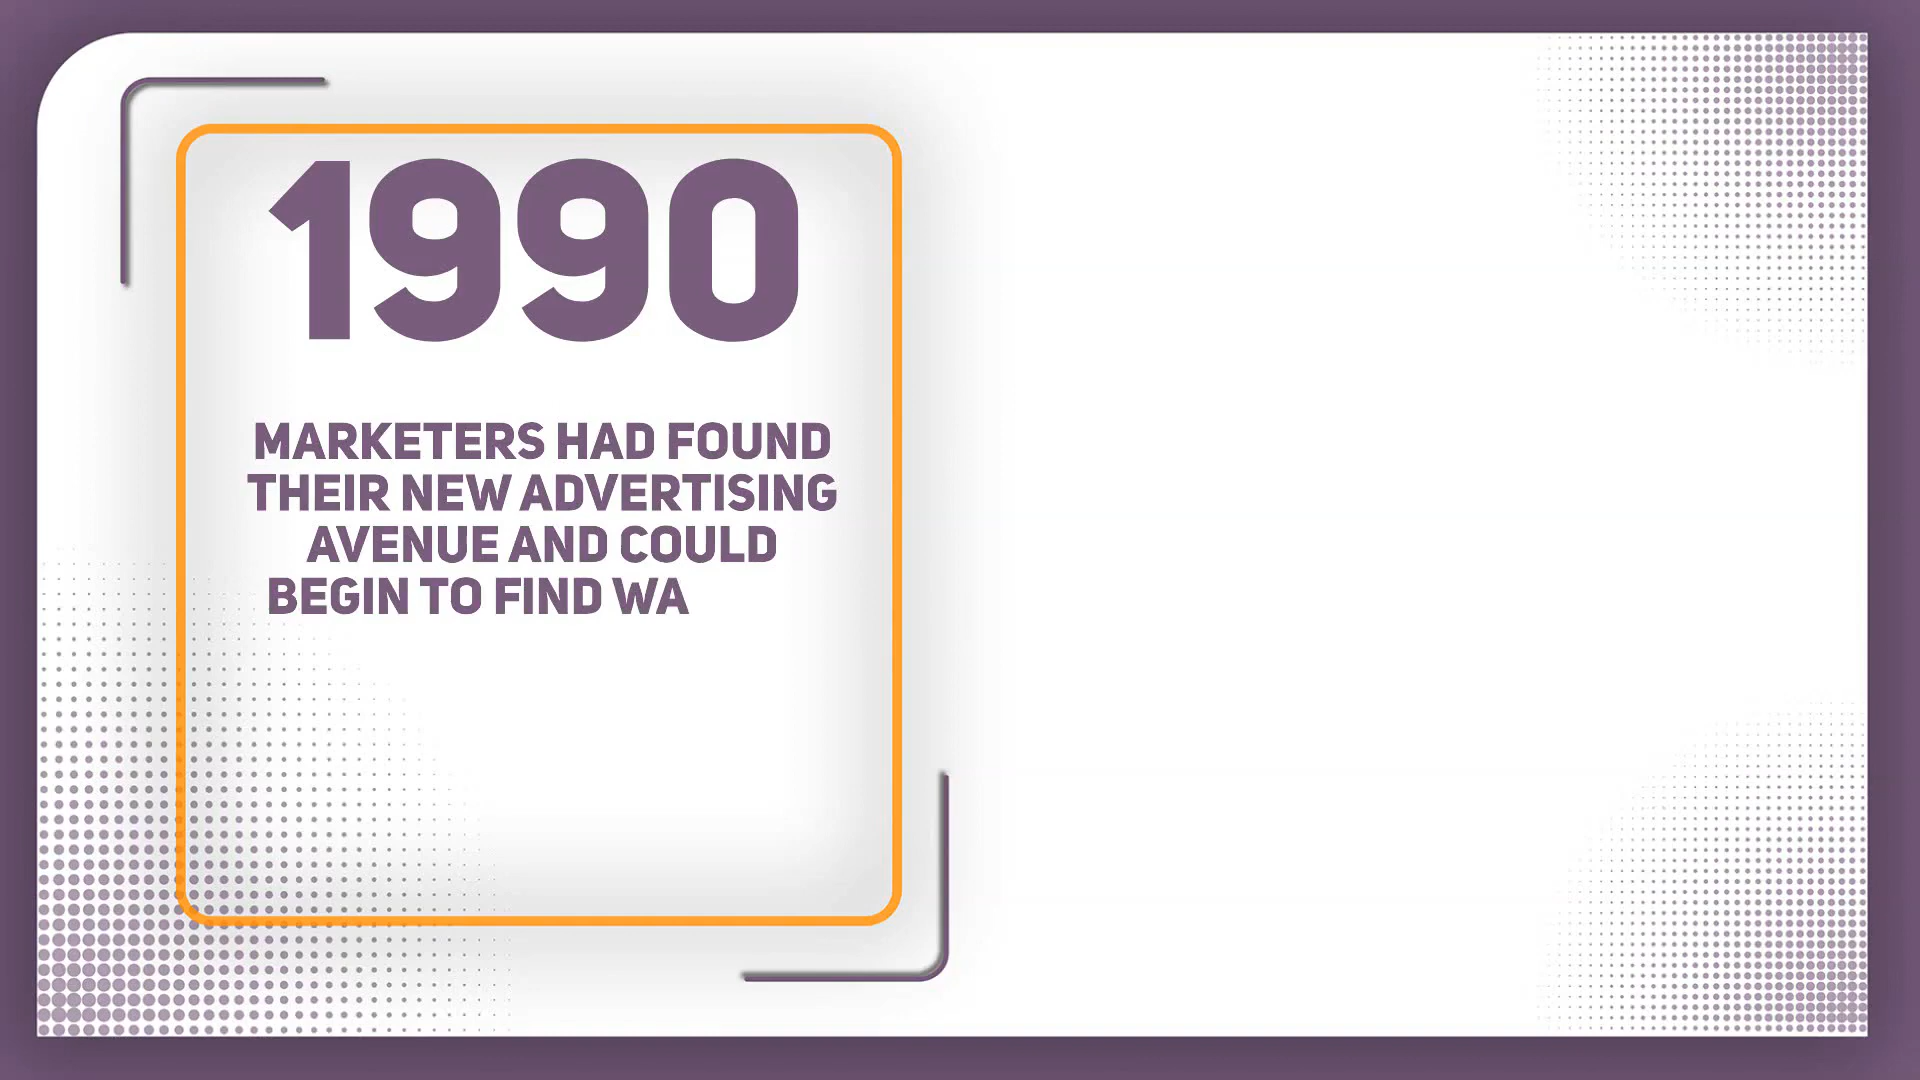 1990
MARKETERS HAD FOUND
THEIR NEW ADVERTISING
AVENUE AND COULD
BEGIN TO FIND WA